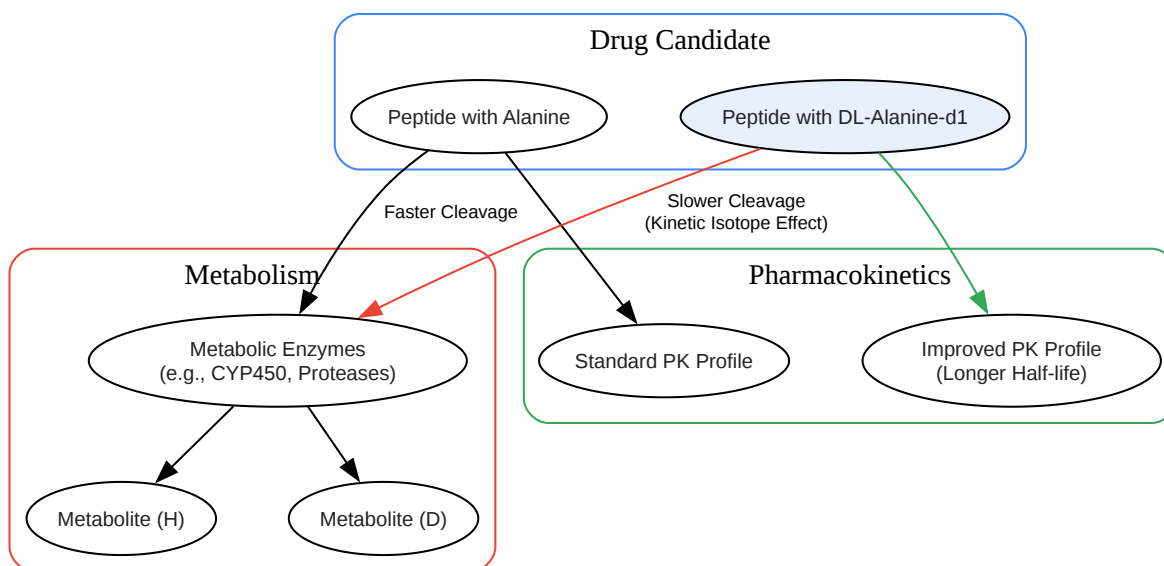 Drug Candidate
Peptide with Alanine
Peptide with DL-Alanine-d1
Faster Cleavage
Slower Cleavage
(Kinetic Isotope Effect)
Metabolism
Pharmacokinetics
Metabolic Enzymes
(e.g., CYP450, Proteases)
Standard PK Profile
Improved PK Profile
(Longer Half-life)
Metabolite (H)
Metabolite (D)